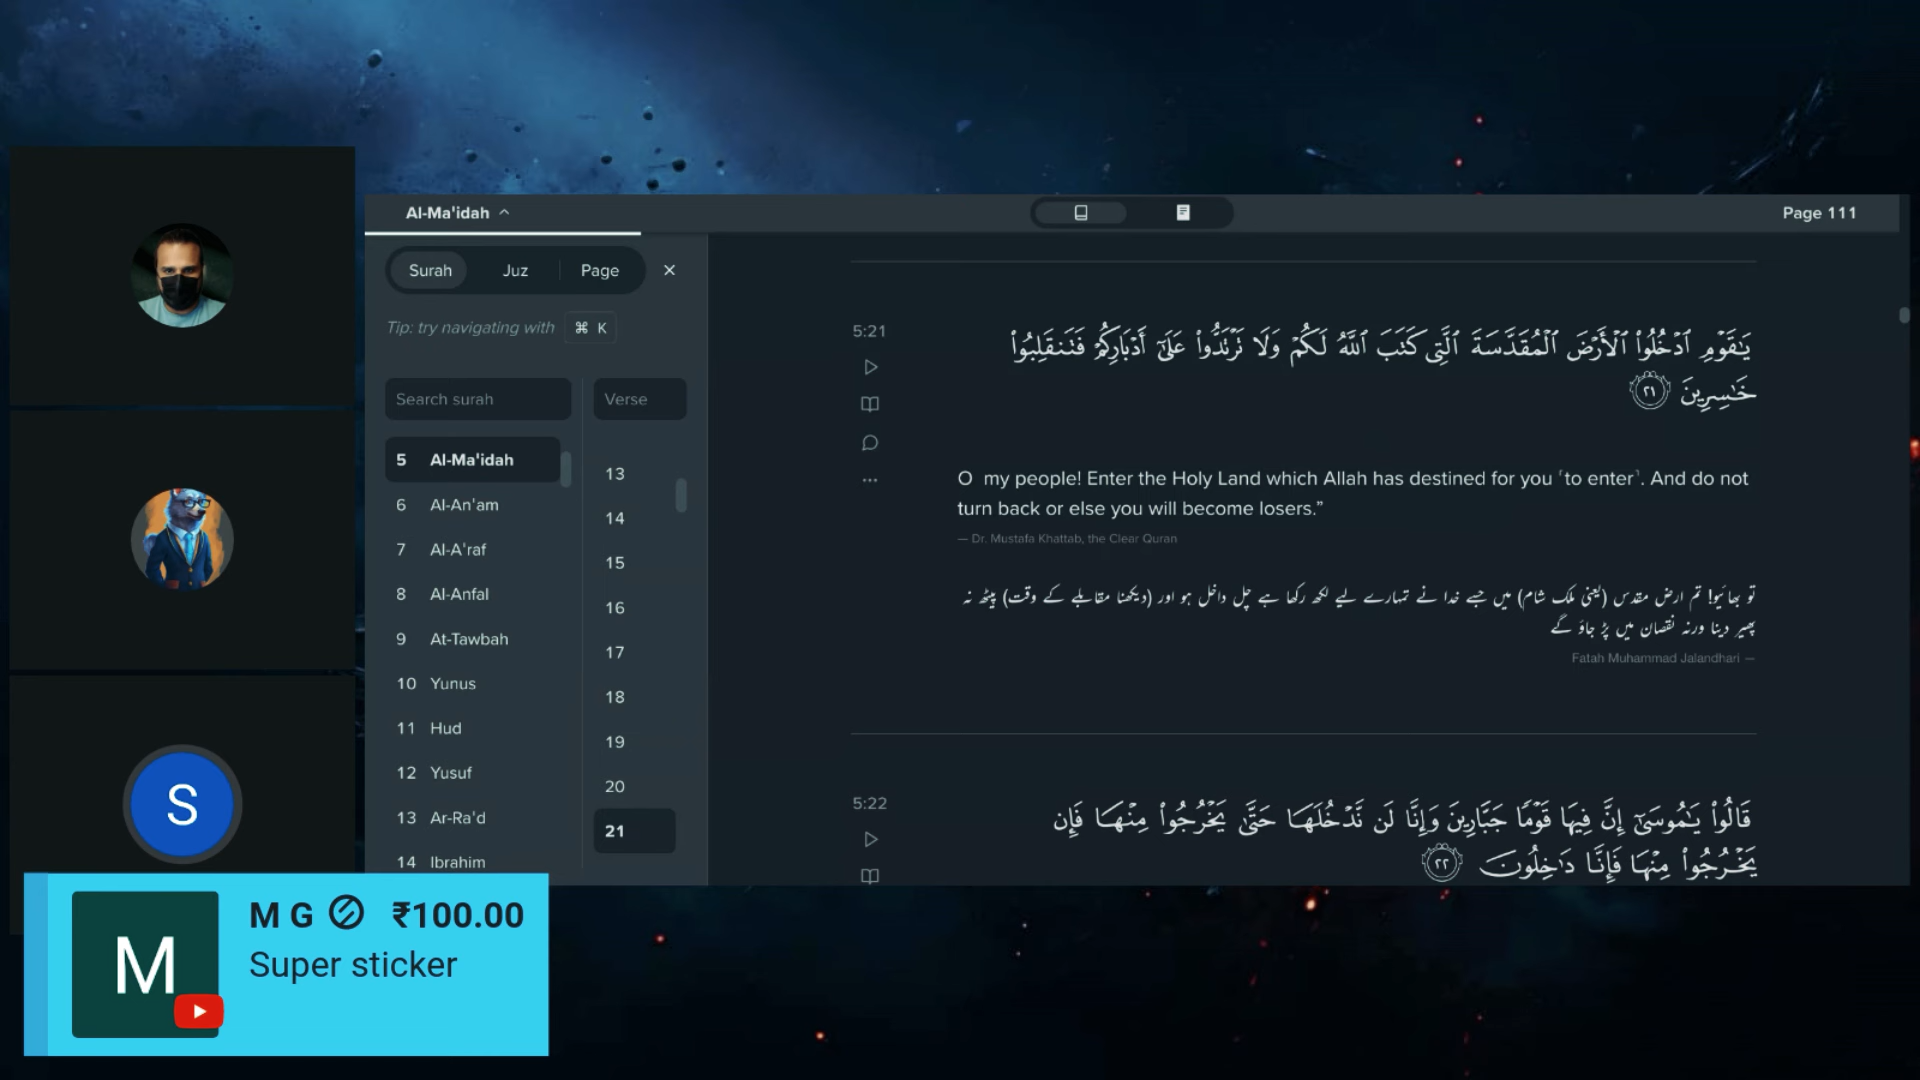 Al-Ma'idah
Page 111
Surah
Juz
Page
Tip: try navigating with ⌘ K
Search surah
Verse
5 Al-Ma'idah
6 Al-An'am
7 Al-A'raf
8 Al-Anfal
9 At-Tawbah
10 Yunus
11 Hud
12 Yusuf
13 Ar-Ra'd
14 Ibrahim
13
14
15
16
17
18
19
20
21
5:21
يَـٰقَوْمِ ٱدْخُلُوا۟ ٱلْأَرْضَ ٱلْمُقَدَّسَةَ ٱلَّتِى كَتَبَ ٱللَّهُ لَكُمْ وَلَا تَرْتَدُّوا۟ عَلَىٰٓ أَدْبَارِكُمْ فَتَنقَلِبُوا۟
خَـٰسِرِينَ ٢١
O my people! Enter the Holy Land which Allah has destined for you ˹to enter˺. And do not
turn back or else you will become losers.”
— Dr. Mustafa Khattab, the Clear Quran
تو بھائیو! تم ارض مقدس (یعنی ملک شام) میں جسے خدا نے تمہارے لیے لکھ رکھا ہے چل داخل ہو اور (دیکھنا مقابلے کے وقت) پیٹھ نہ
پھیر دینا ورنہ نقصان میں پڑ جاؤ گے
Fatah Muhammad Jalandhari —
5:22
قَالُوا۟ يَـٰمُوسَىٰٓ إِنَّ فِيهَا قَوْمًا جَبَّارِينَ وَإِنَّا لَن نَّدْخُلَهَا حَتَّىٰ يَخْرُجُوا۟ مِنْهَا فَإِن
يَخْرُجُوا۟ مِنْهَا فَإِنَّا دَٰخِلُونَ ٢٢
S
M
M G ₹100.00
Super sticker